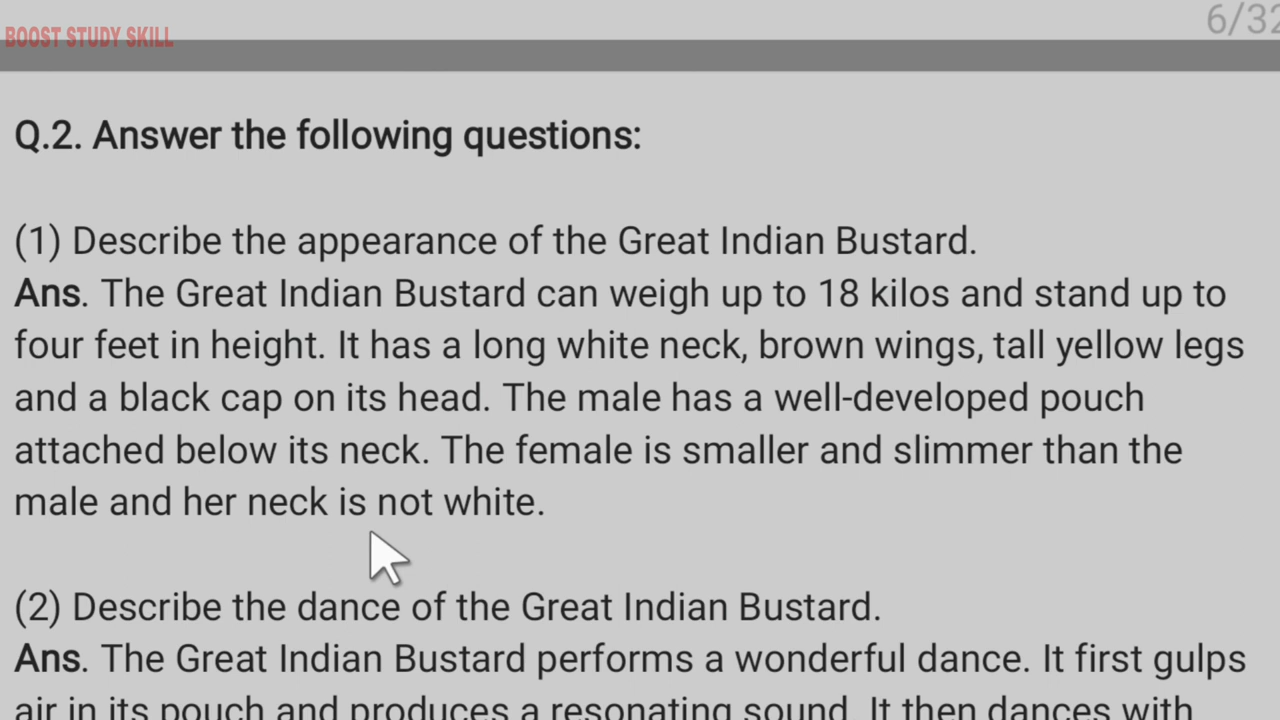 6/32
BOOST STUDY SKILL
Q.2. Answer the following questions:
(1) Describe the appearance of the Great Indian Bustard.
Ans. The Great Indian Bustard can weigh up to 18 kilos and stand up to
four feet in height. It has a long white neck, brown wings, tall yellow legs
and a black cap on its head. The male has a well-developed pouch
attached below its neck. The female is smaller and slimmer than the
male and her neck is not white.
(2) Describe the dance of the Great Indian Bustard.
Ans. The Great Indian Bustard performs a wonderful dance. It first gulps
air in its pouch and produces a resonating sound. It then dances with